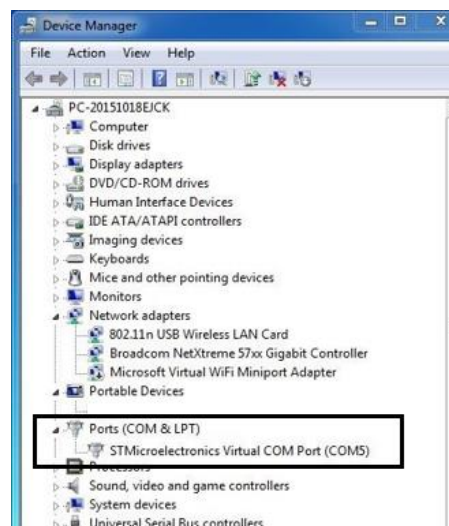 Device Manager
File Action View Help
PC-20151018EJCK
Computer
Disk drives
Display adapters
DVD/CD-ROM drives
Human Interface Devices
IDE ATA/ATAPI controllers
Imaging devices
Keyboards
Mice and other pointing devices
Monitors
Network adapters
802.11n USB Wireless LAN Card
Broadcom NetXtreme 57xx Gigabit Controller
Microsoft Virtual WiFi Miniport Adapter
Portable Devices
Ports (COM & LPT)
STMicroelectronics Virtual COM Port (COM5)
Processors
Sound, video and game controllers
System devices
Universal Serial Bus controllers